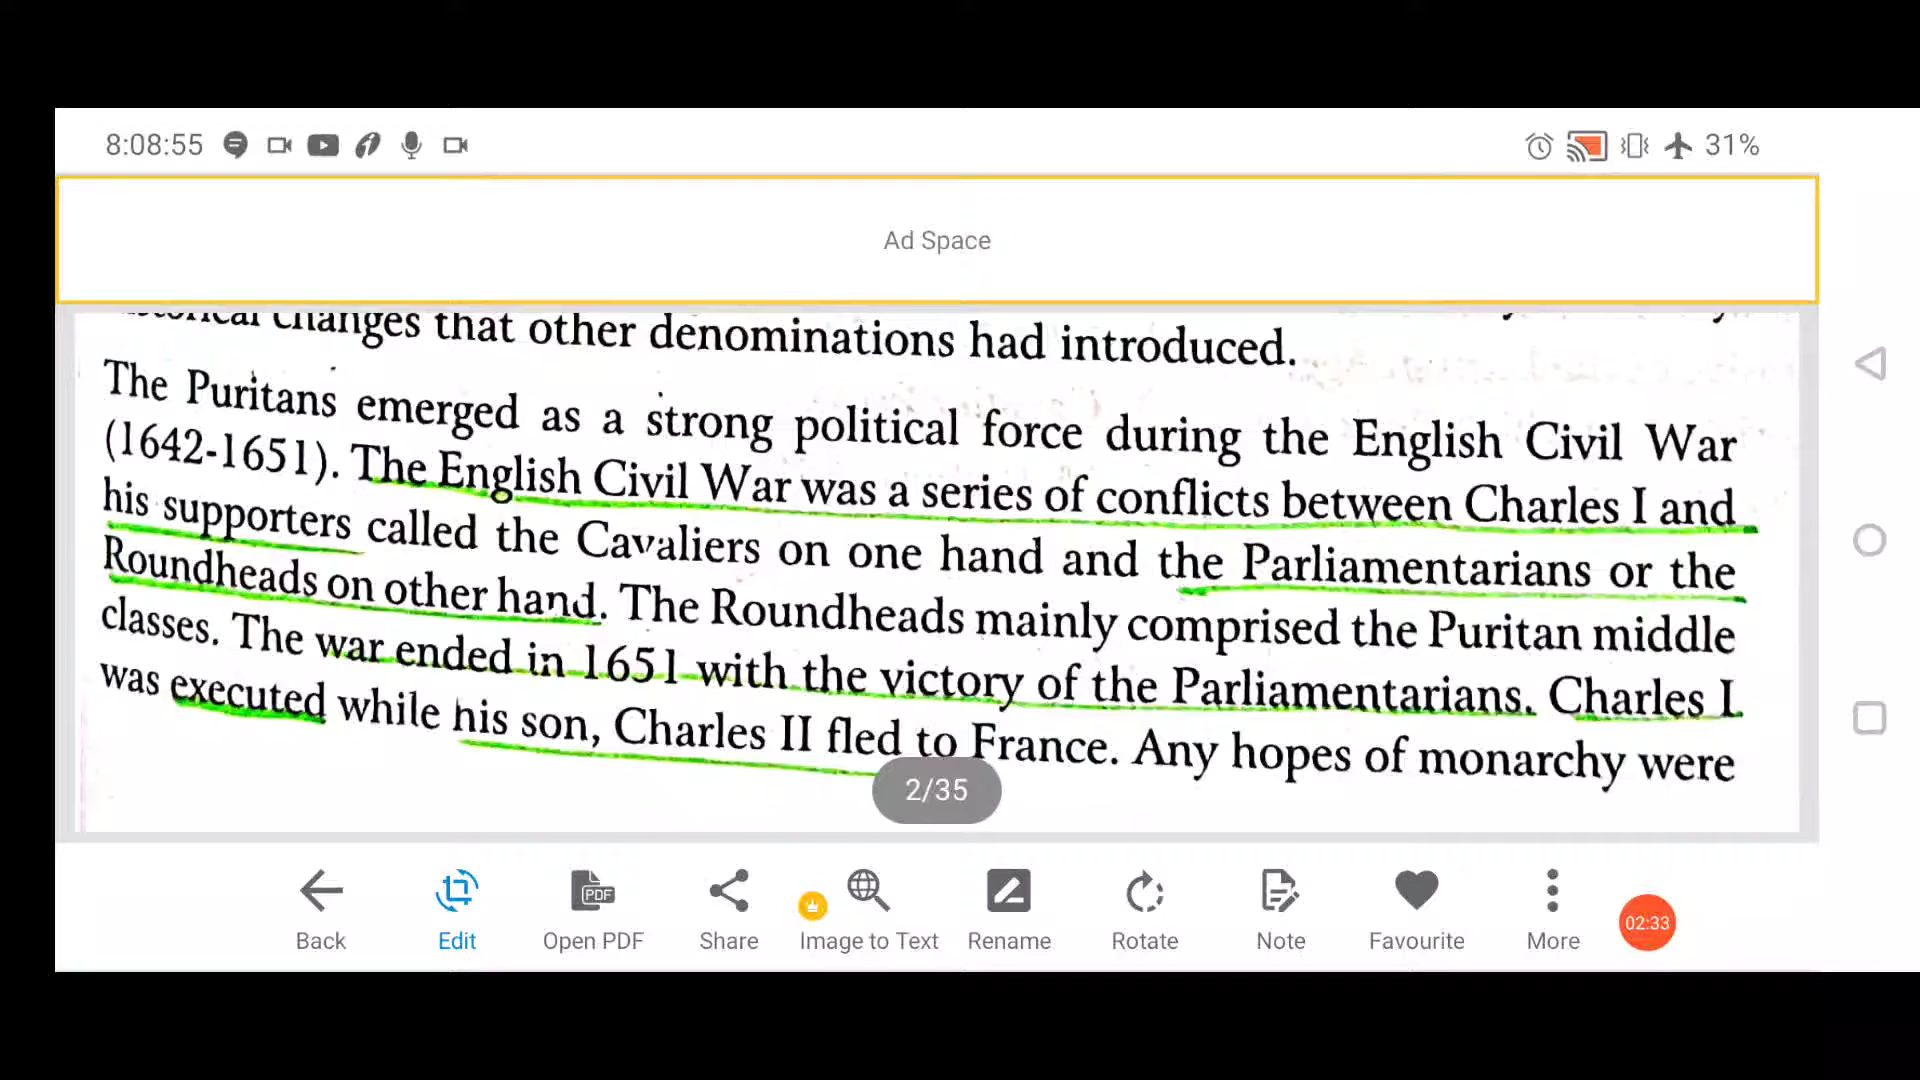 8:08:55
31%
Ad Space
changes that other denominations had introduced.
The Puritans emerged as a strong political force during the English Civil War
(1642-1651). The English Civil War was a series of conflicts between Charles I and
his supporters called the Cavaliers on one hand and the Parliamentarians or the
Roundheads on other hand. The Roundheads mainly comprised the Puritan middle
classes. The war ended in 1651 with the victory of the Parliamentarians. Charles I
was executed while his son, Charles II fled to France. Any hopes of monarchy were
2/35
PDF
Back Edit Open PDF Share Image to Text Rename Rotate Note Favourite More
02:33